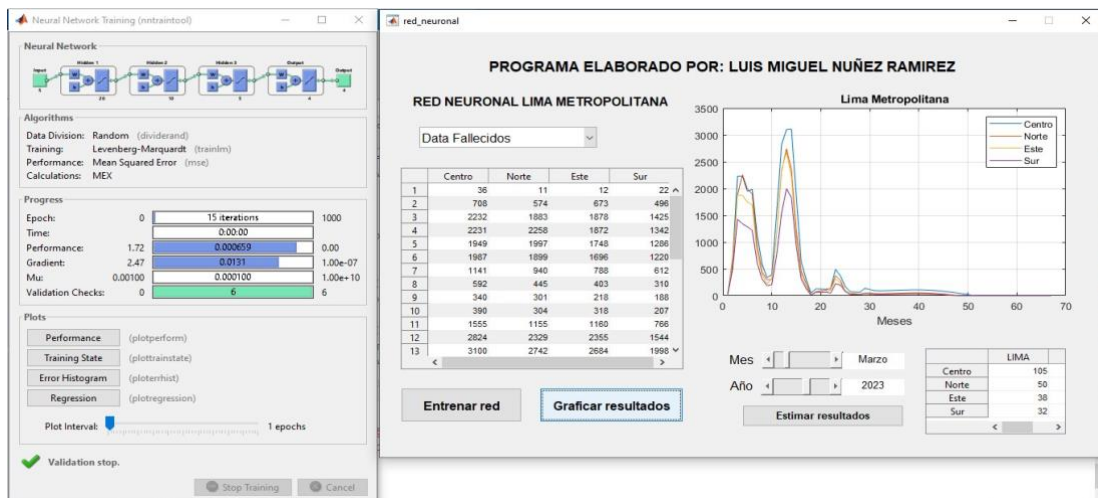 Neural Network Training (nntraintool)
Neural Network
Hidden 1 Hidden 2 Hidden 3 Output
Input Output
W
b
5 20 10 5 4 4
Algorithms
Data Division: Random (dividerand)
Training: Levenberg-Marquardt (trainlm)
Performance: Mean Squared Error (mse)
Calculations: MEX
Progress
Epoch: 0 15 iterations 1000
Time: 0:00:00
Performance: 1.72 0.000659 0.00
Gradient: 2.47 0.0131 1.00e-07
Mu: 0.00100 0.000100 1.00e+10
Validation Checks: 0 6 6
Plots
Performance (plotperform)
Training State (plottrainstate)
Error Histogram (ploterrhist)
Regression (plotregression)
Plot Interval: 1 epochs
Validation stop.
Stop Training Cancel
red_neuronal
PROGRAMA ELABORADO POR: LUIS MIGUEL NUÑEZ RAMIREZ
RED NEURONAL LIMA METROPOLITANA
Data Fallecidos
Centro Norte Este Sur
1 36 11 12 22
2 708 574 673 496
3 2232 1883 1878 1425
4 2231 2258 1872 1342
5 1949 1997 1748 1286
6 1987 1899 1696 1220
7 1141 940 788 612
8 592 445 403 310
9 340 301 218 188
10 390 304 318 207
11 1555 1155 1160 766
12 2824 2329 2355 1544
13 3100 2742 2684 1998
Entrenar red
Graficar resultados
Lima Metropolitana
3500
3000
2500
2000
1500
1000
500
0
0 10 20 30 40 50 60 70
Meses
Centro
Norte
Este
Sur
Mes Marzo
Año 2023
Estimar resultados
LIMA
Centro 105
Norte 50
Este 38
Sur 32